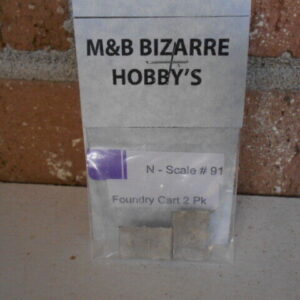 M&B BIZARRE
HOBBY'S
N - Scale # 91
Foundry Cart 2 Pk